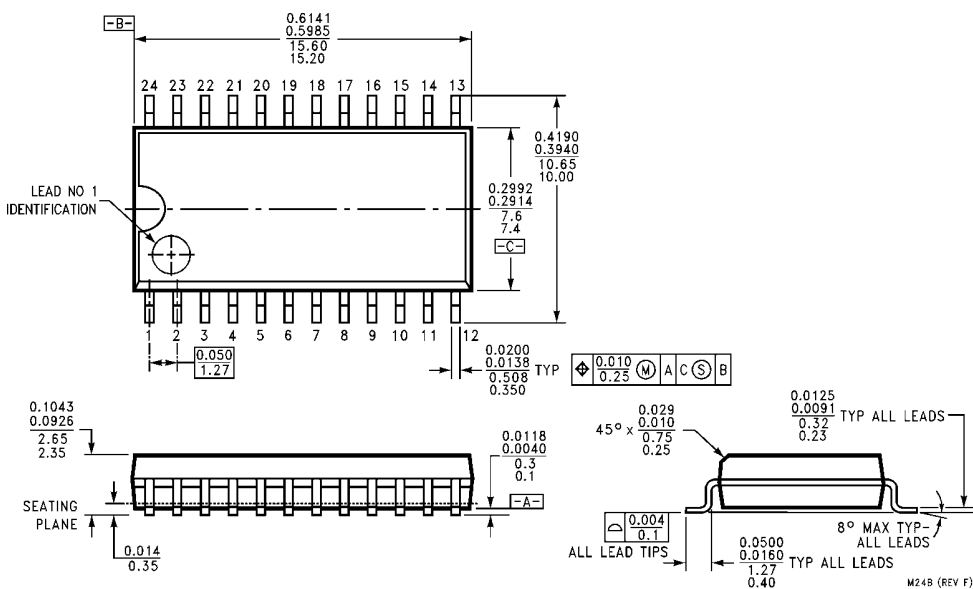 -B-
0.6141
0.5985
15.60
15.20
24 23 22 21 20 19 18 17 16 15 14 13
0.4190
0.3940
10.65
10.00
LEAD NO 1
IDENTIFICATION
0.2992
0.2914
7.6
7.4
-C-
1 2 3 4 5 6 7 8 9 10 11 12
0.050
1.27
0.0200
0.0138
0.508
0.350
TYP
0.010
0.25
M A C S B
0.1043
0.0926
2.65
2.35
SEATING
PLANE
0.014
0.35
0.0118
0.0040
0.3
0.1
-A-
45° x
0.029
0.010
0.75
0.25
0.0125
0.0091
0.32
0.23
TYP ALL LEADS
0.004
0.1
ALL LEAD TIPS
0.0500
0.0160
1.27
0.40
TYP ALL LEADS
8° MAX TYP-
ALL LEADS
M24B (REV F)